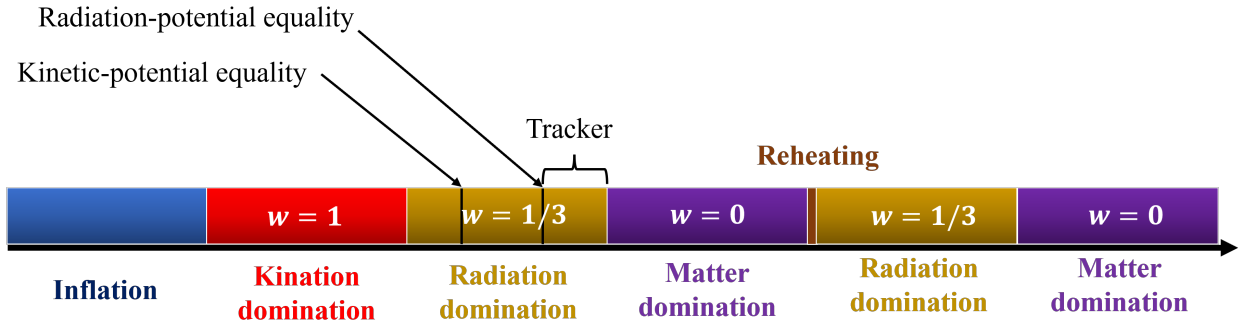 Radiation-potential equality
Kinetic-potential equality
Tracker
Reheating
w = 1
w = 1/3
w = 0
w = 1/3
w = 0
Inflation
Kination
domination
Radiation
domination
Matter
domination
Radiation
domination
Matter
domination